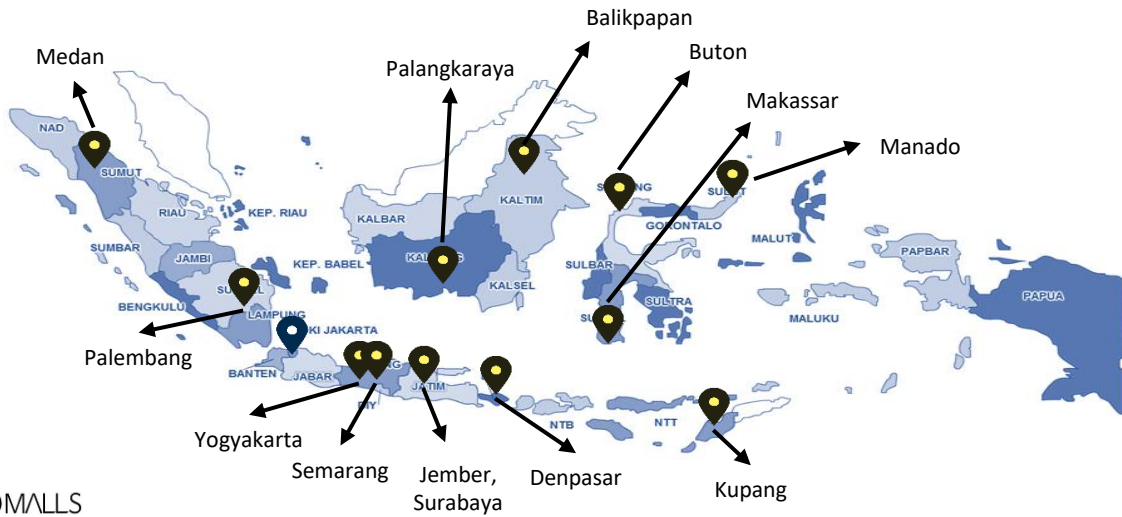 Balikpapan
Medan
Buton
Palangkaraya
Makassar
Manado
NAD
SUMUT
RIAU
KEP. RIAU
SUMBAR
JAMBI
KEP. BABEL
BENGKULU
LAMPUNG
KALBAR
KALTIM
KALSEL
GORONTALO
SULBAR
SULTRA
MALUT
MALUKU
PAPBAR
PAPUA
JAKARTA
BANTEN
JABAR
JATIM
NTB
NTT
Palembang
Yogyakarta
Semarang
Jember,
Surabaya
Denpasar
Kupang